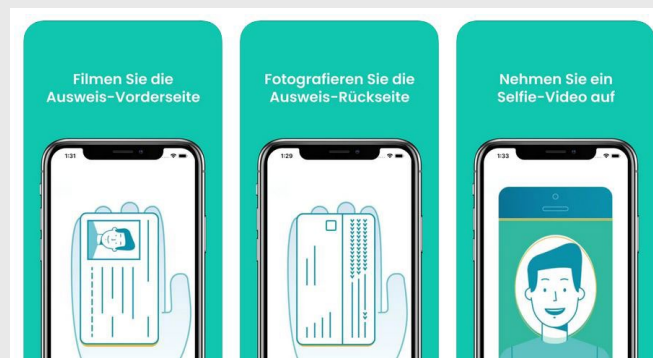 Filmen Sie die
Ausweis-Vorderseite
1:31
Fotografieren Sie die
Ausweis-Rückseite
1:29
Nehmen Sie ein
Selfie-Video auf
1:33